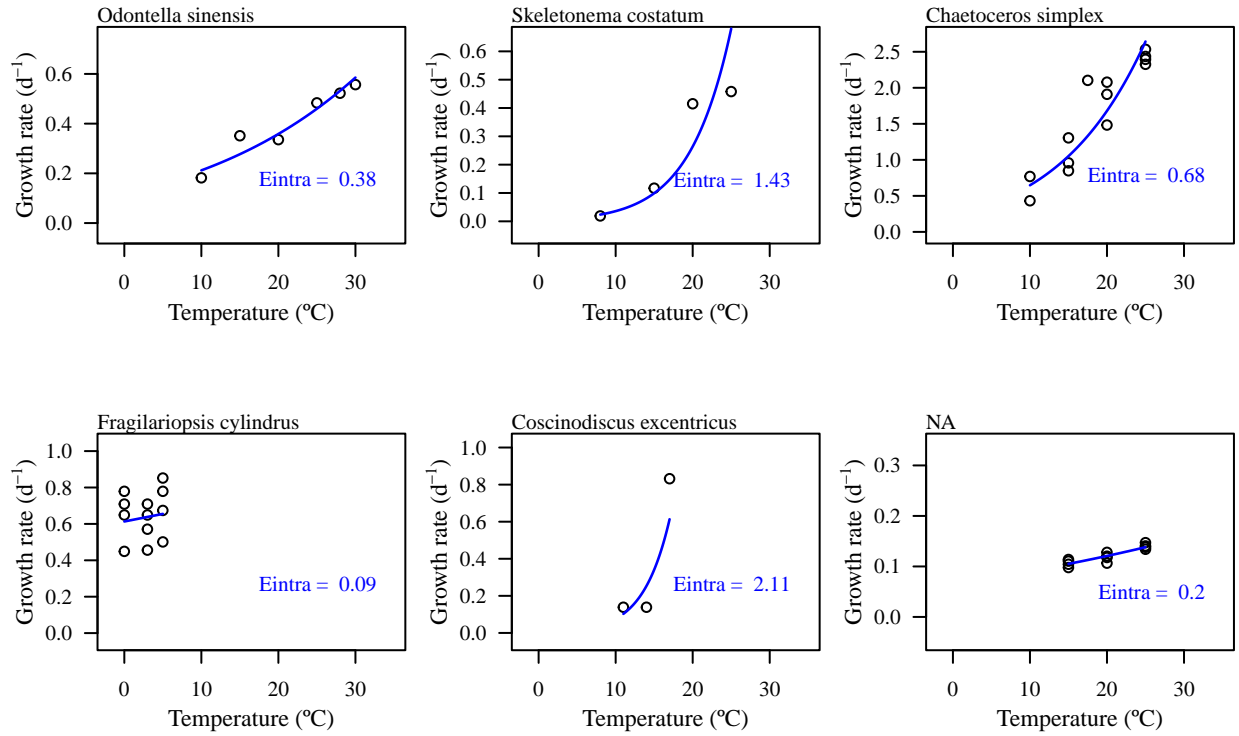 Odontella sinensis
Growth rate (d⁻¹)
0.6
0.4
0.2
0.0
Eintra = 0.38
0 10 20 30
Temperature (ºC)
Skeletonema costatum
Growth rate (d⁻¹)
0.6
0.5
0.4
0.3
0.2
0.1
0.0
Eintra = 1.43
0 10 20 30
Temperature (ºC)
Chaetoceros simplex
Growth rate (d⁻¹)
2.5
2.0
1.5
1.0
0.5
0.0
Eintra = 0.68
0 10 20 30
Temperature (ºC)
Fragilariopsis cylindrus
Growth rate (d⁻¹)
1.0
0.8
0.6
0.4
0.2
0.0
Eintra = 0.09
0 10 20 30
Temperature (ºC)
Coscinodiscus excentricus
Growth rate (d⁻¹)
1.0
0.8
0.6
0.4
0.2
0.0
Eintra = 2.11
0 10 20 30
Temperature (ºC)
NA
Growth rate (d⁻¹)
0.3
0.2
0.1
0.0
Eintra = 0.2
0 10 20 30
Temperature (ºC)